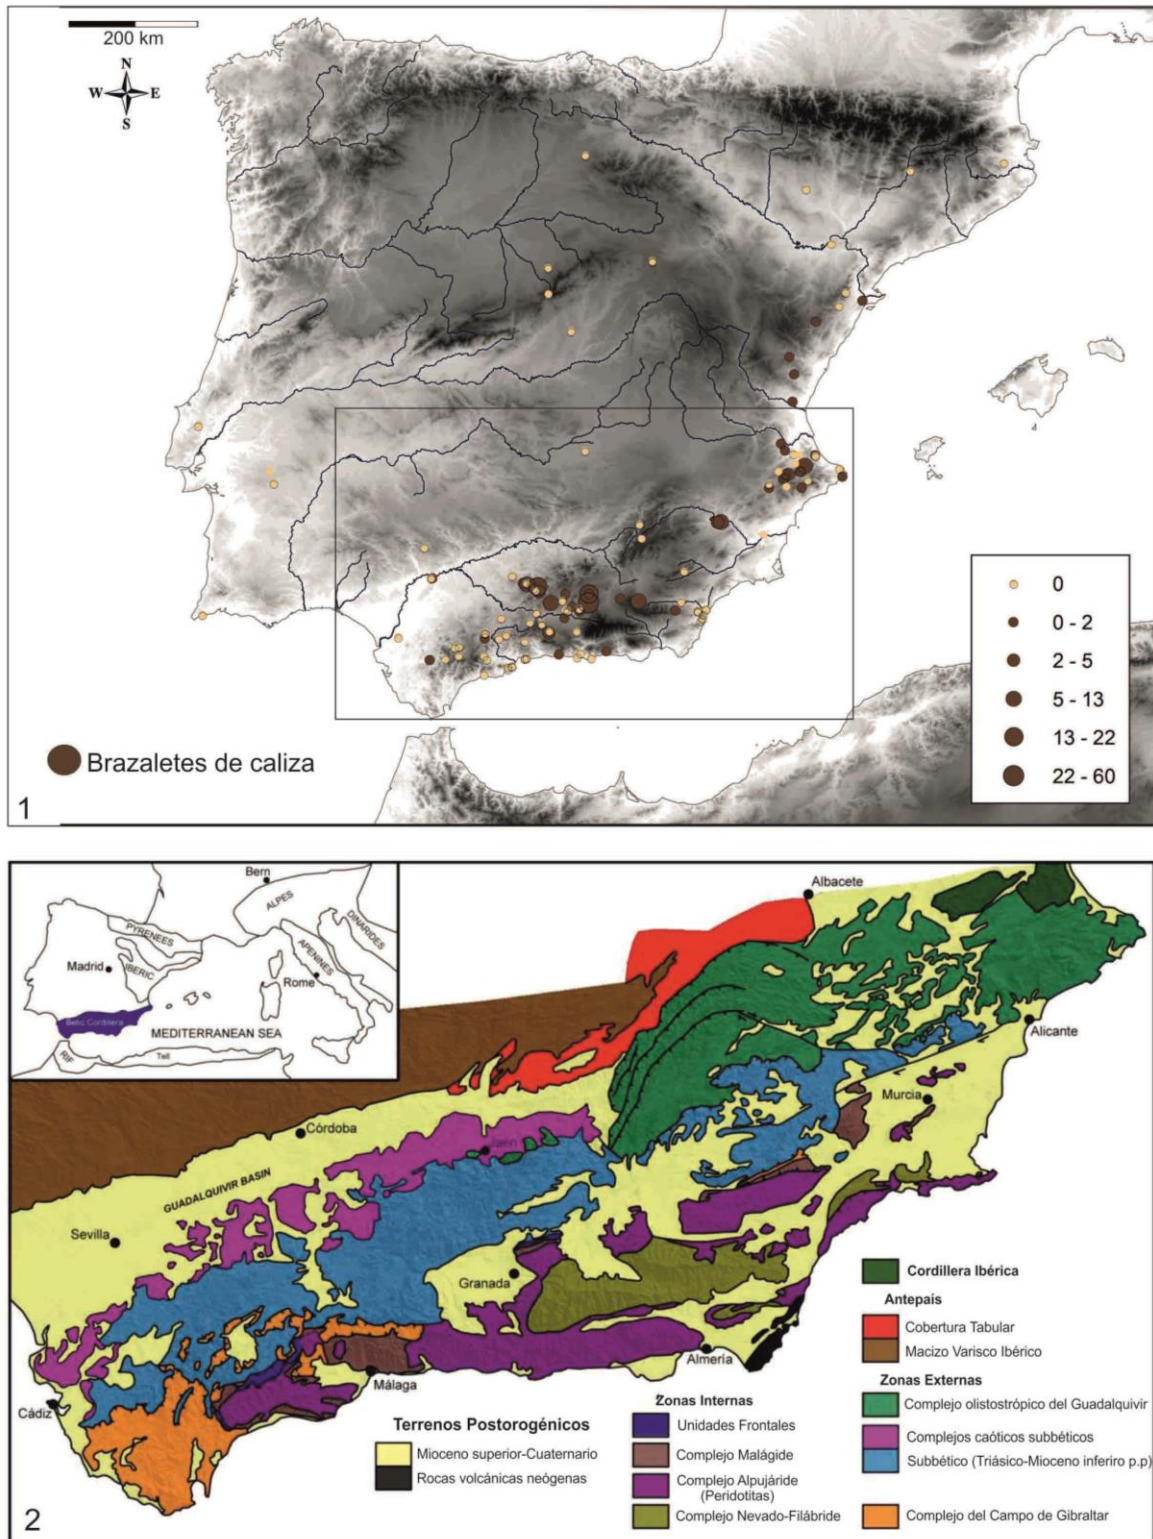 1
200 km
N
W E
S
0
0 - 2
2 - 5
5 - 13
13 - 22
22 - 60
Brazaletes de caliza
1
Bern
ALPES
DINARIDES
PYRENEES
APENINES
Madrid
IBERIC
Rome
Betic Cordillera
MEDITERRANEAN SEA
RIF
Tell
Albacete
Alicante
Murcia
Córdoba
Jaén
GUADALQUIVIR BASIN
Sevilla
Granada
Almería
Málaga
Cádiz
Cordillera Ibérica
Antepais
Cobertura Tabular
Macizo Varisco Ibérico
Zonas Externas
Complejo olistostrópico del Guadalquivir
Complejos caóticos subbéticos
Subbético (Triásico-Mioceno inferiro p.p)
Complejo del Campo de Gibraltar
Zonas Internas
Unidades Frontales
Complejo Malágide
Complejo Alpujáride
(Peridotitas)
Complejo Nevado-Filábride
Terrenos Postorogénicos
Mioceno superior-Cuaternario
Rocas volcánicas neógenas
2